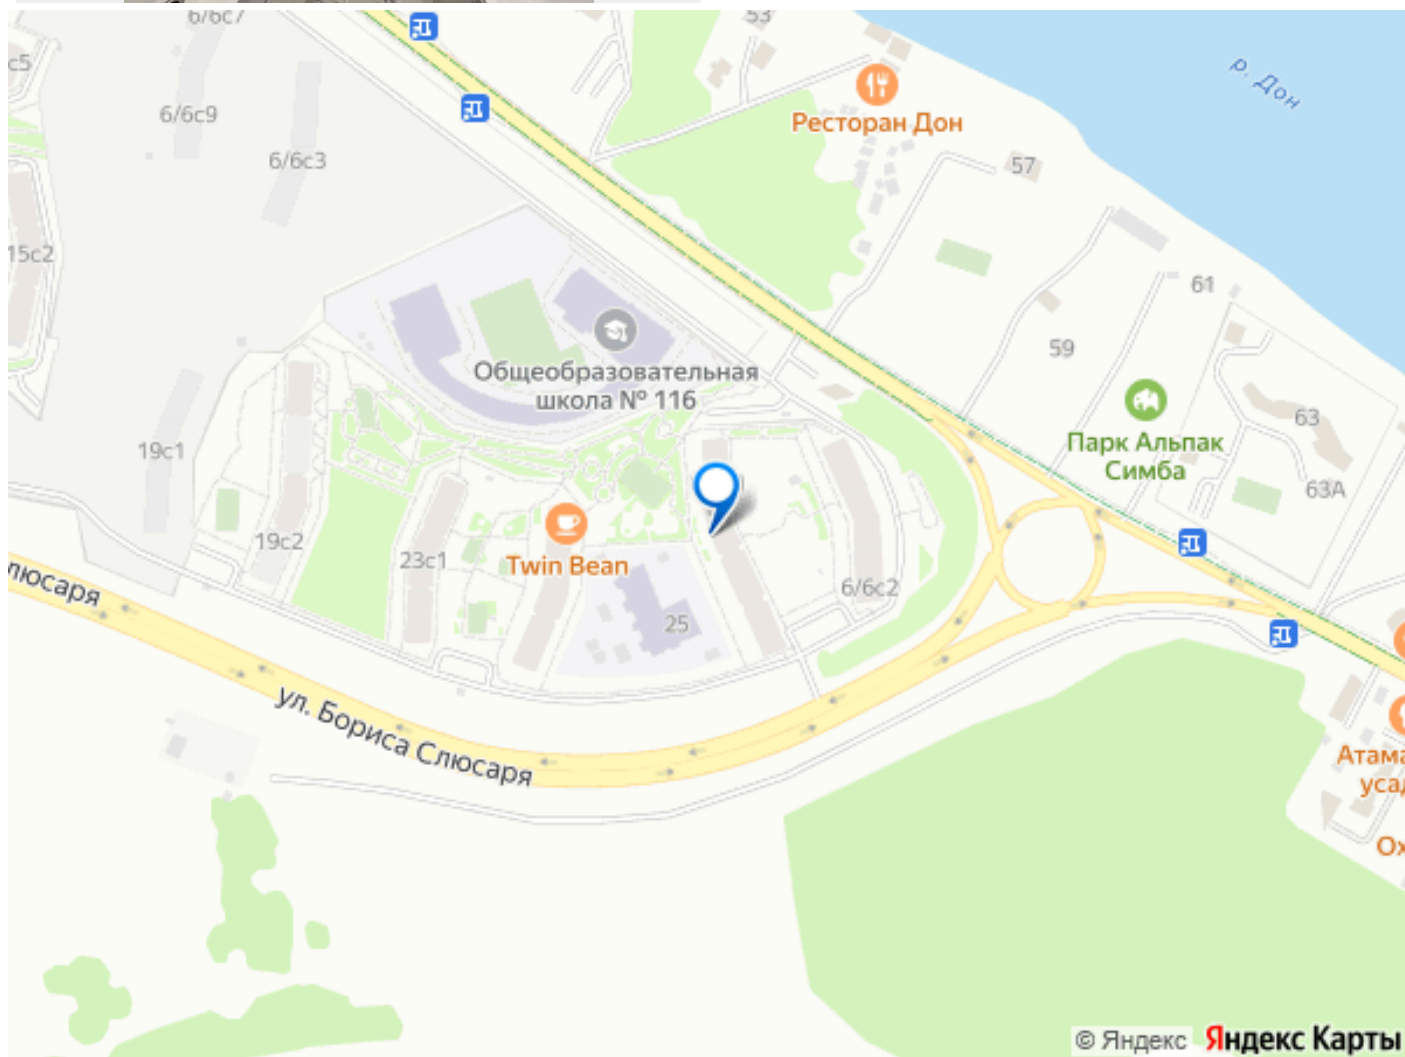 6/6с7
53
с5
р. Дон
6/6с9
Ресторан Дон
6/6с3
57
15с2
61
59
Общеобразовательная
школа № 116
63
Парк Альпак
Симба
19с1
63А
19с2
23с1
Twin Bean
6/6с2
25
ул. Бориса Слюсаря
© Яндекс Яндекс Карты